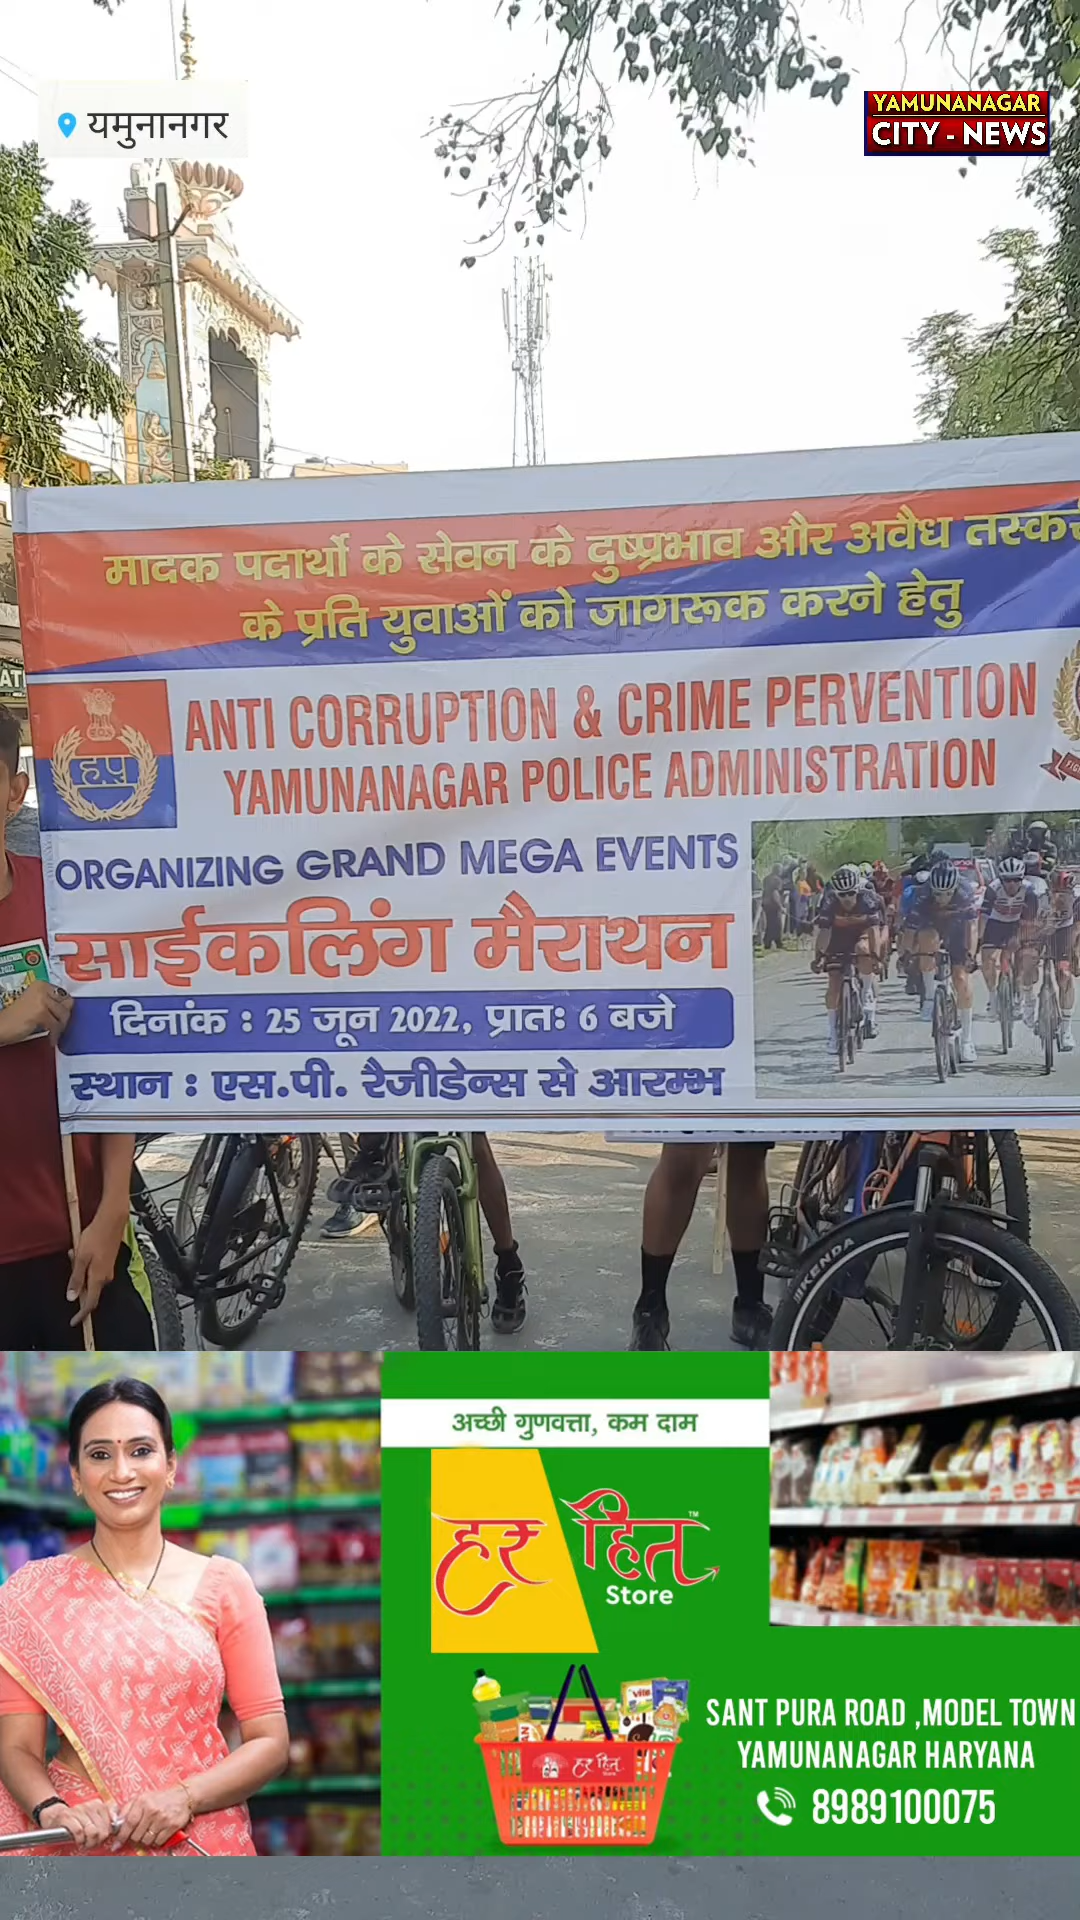 यमुनानगर
YAMUNANAGAR
CITY - NEWS
मादक पदार्थो के सेवन के दुष्प्रभाव और अवैध
के प्रति युवाओं को जागरूक करने हेतु
ह.पु
ANTI CORRUPTION & CRIME PERVENTION
YAMUNANAGAR POLICE ADMINISTRATION
ORGANIZING GRAND MEGA EVENTS
साईकलिंग मैराथन
दिनांक : 25 जून 2022, प्रातः 6 बजे
स्थान : एस.पी. रैजीडेन्स से आरम्भ
KENDA
अच्छी गुणवत्ता, कम दाम
हर हित ™
Store
हर हित
SANT PURA ROAD ,MODEL TOWN
YAMUNANAGAR HARYANA
8989100075